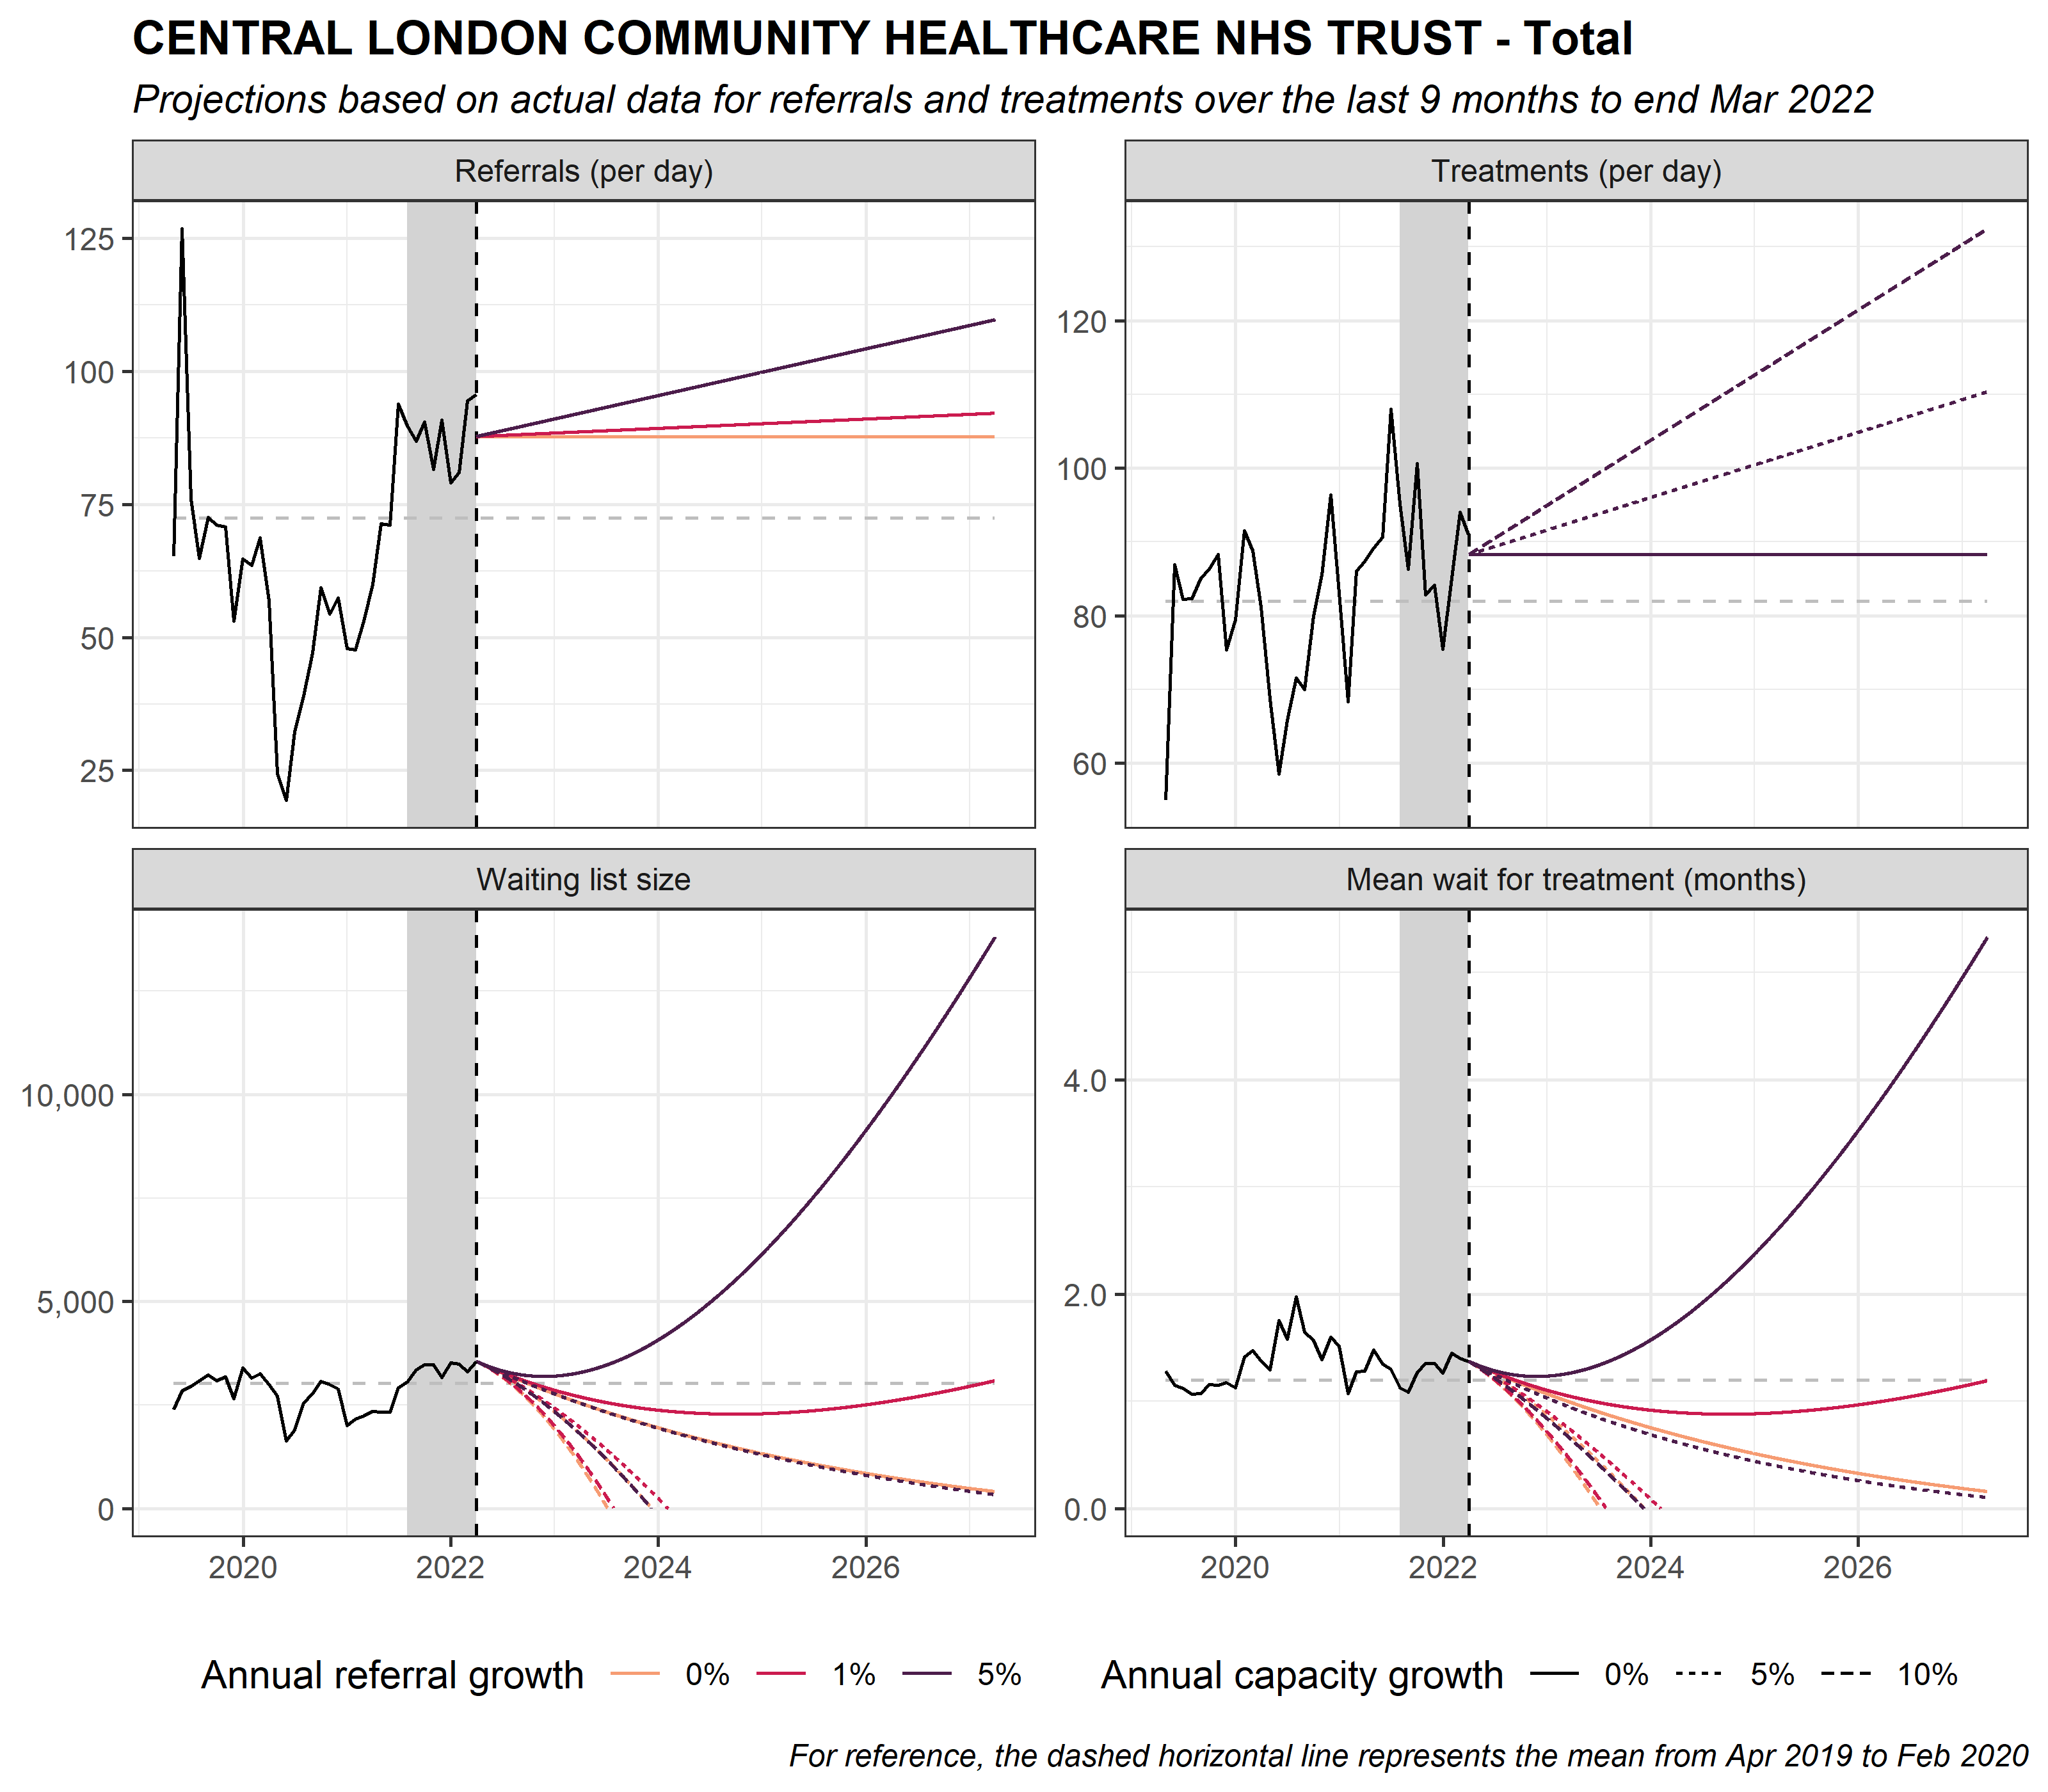 CENTRAL LONDON COMMUNITY HEALTHCARE NHS TRUST - Total
Projections based on actual data for referrals and treatments over the last 9 months to end Mar 2022
Referrals (per day)
125
100
75
50
25
Treatments (per day)
120
100
80
60
Waiting list size
10,000
5,000
0
2020 2022 2024 2026
Mean wait for treatment (months)
4.0
2.0
0.0
2020 2022 2024 2026
Annual referral growth 0% 1% 5%
Annual capacity growth 0% 5% 10%
For reference, the dashed horizontal line represents the mean from Apr 2019 to Feb 2020